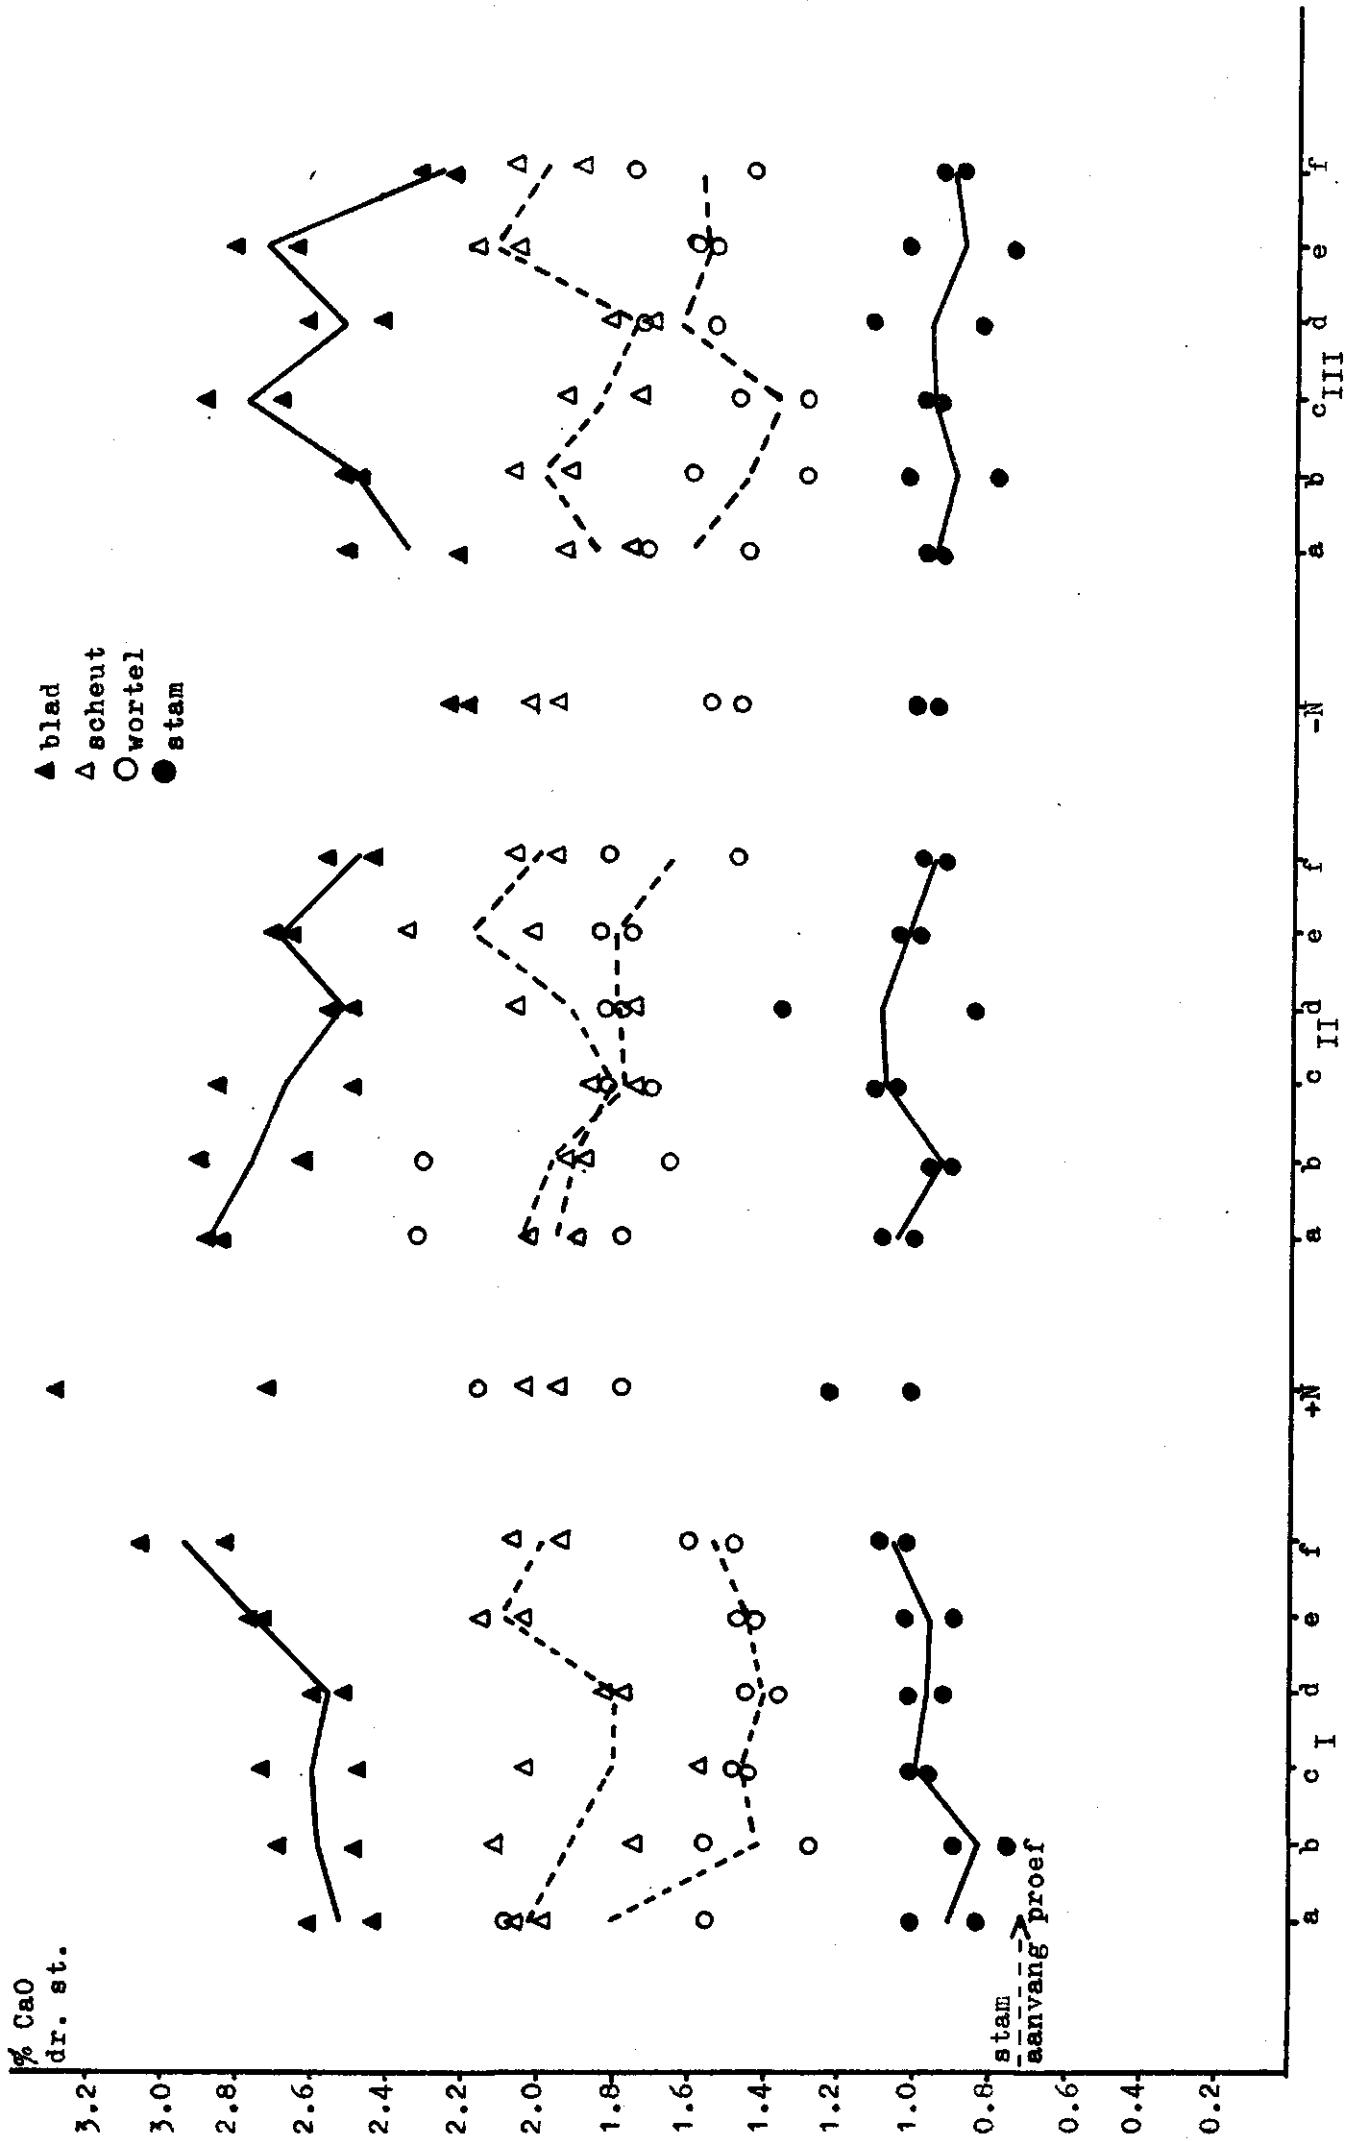 % CaO
dr. st.
3.2
3.0
2.8
2.6
2.4
2.2
2.0
1.8
1.6
1.4
1.2
1.0
0.8
0.6
0.4
0.2
blad
scheut
wortel
stam
stam
aanvang proef
a b c d e f +N a b c d e f -N a b c d e f
I II III